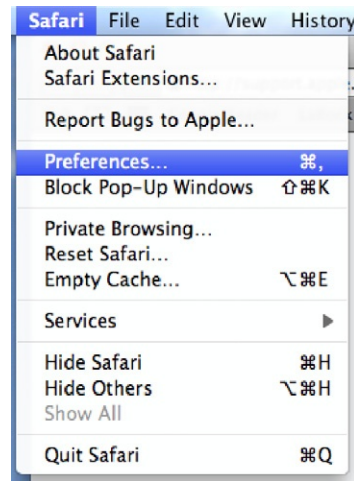 Safari File Edit View History
About Safari
Safari Extensions...
Report Bugs to Apple...
Preferences... ⌘,
Block Pop-Up Windows ⇧⌘K
Private Browsing...
Reset Safari...
Empty Cache... ⌥⌘E
Services ▶
Hide Safari ⌘H
Hide Others ⌥⌘H
Show All
Quit Safari ⌘Q